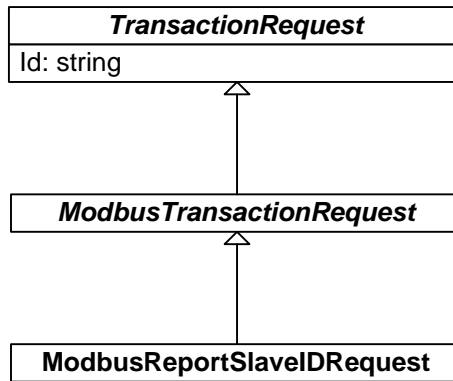 TransactionRequest
Id: string
ModbusTransactionRequest
ModbusReportSlaveIDRequest